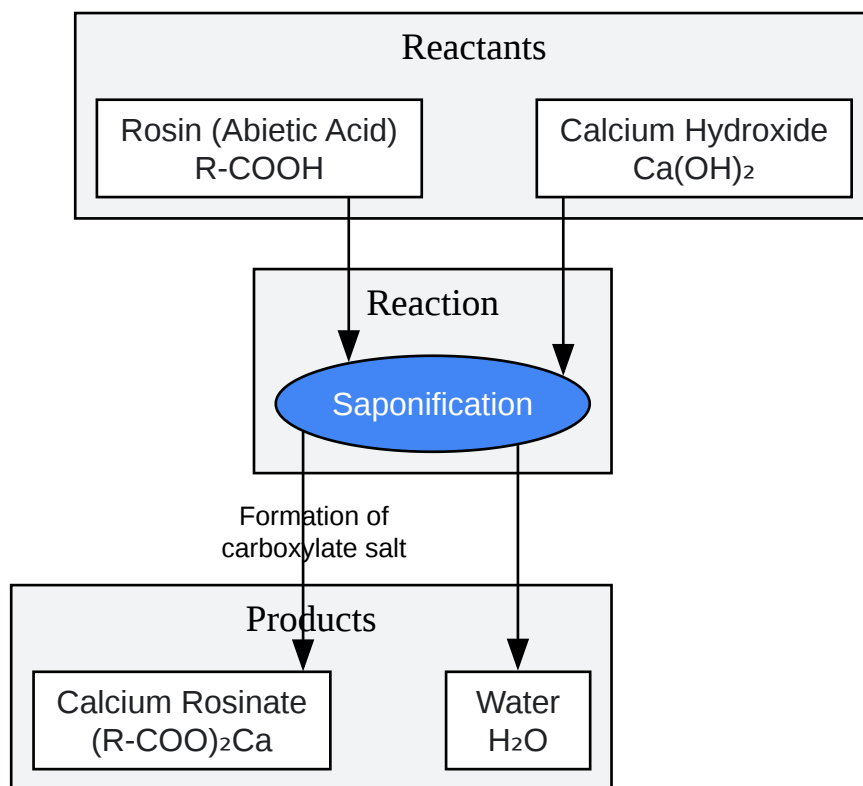 Reactants
Rosin (Abietic Acid)
R-COOH
Calcium Hydroxide
Ca(OH)₂
Reaction
Saponification
Formation of
carboxylate salt
Products
Calcium Rosinate
(R-COO)₂Ca
Water
H₂O